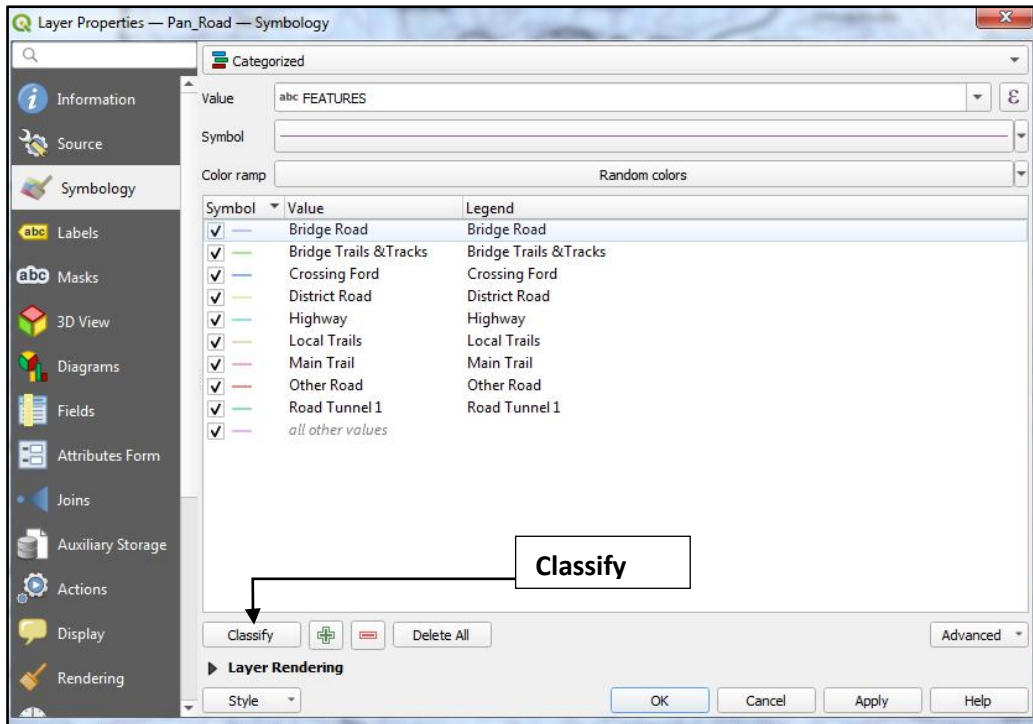 Layer Properties — Pan_Road — Symbology
Categorized
Information
Value abc FEATURES ε
Source
Symbol
Symbology
Color ramp Random colors
Symbol Value Legend
abc Labels
Bridge Road Bridge Road
Bridge Trails &Tracks Bridge Trails &Tracks
abc Masks
Crossing Ford Crossing Ford
District Road District Road
3D View
Highway Highway
Local Trails Local Trails
Diagrams
Main Trail Main Trail
Other Road Other Road
Fields
Road Tunnel 1 Road Tunnel 1
all other values
Attributes Form
Joins
Auxiliary Storage
Classify
Actions
Display
Classify Delete All Advanced
Layer Rendering
Rendering
Style OK Cancel Apply Help